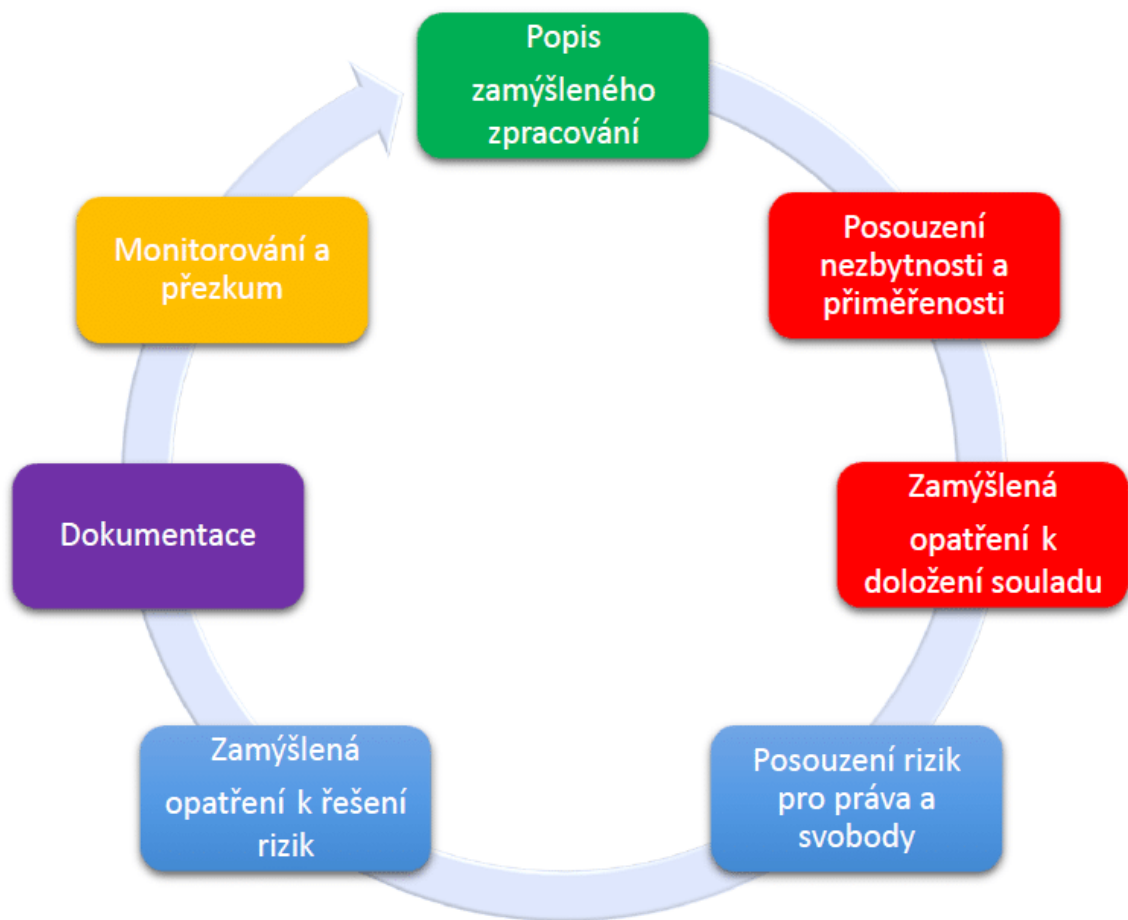 Popis
zamýšleného
zpracování
Posouzení
nezbytnosti a
přiměřenosti
Zamýšlená
opatření k
doložení souladu
Posouzení rizik
pro práva a
svobody
Zamýšlená
opatření k řešení
rizik
Dokumentace
Monitorování a
přezkum